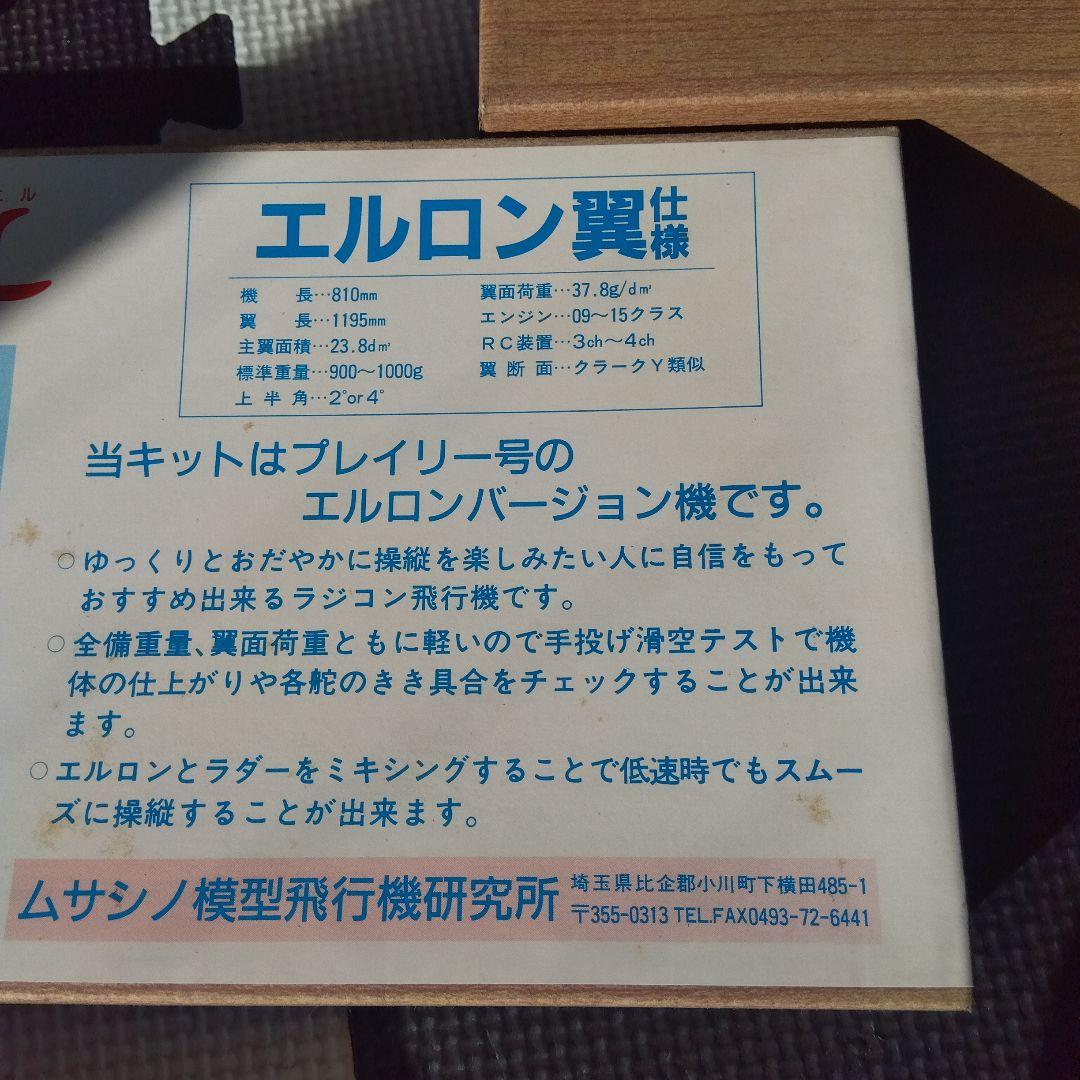 エル
エルロン翼仕様
機長…810mm
翼長…1195mm
主翼面積…23.8d㎡
標準重量…900〜1000g
上半角…2°or4°
翼面荷重…37.8g/d㎡
エンジン…09〜15クラス
RC装置…3ch〜4ch
翼断面…クラークY類似
当キットはプレイリー号の
エルロンバージョン機です。
○ゆっくりとおだやかに操縦を楽しみたい人に自信をもって
おすすめ出来るラジコン飛行機です。
○全備重量、翼面荷重ともに軽いので手投げ滑空テストで機
体の仕上がりや各舵のきき具合をチェックすることが出来
ます。
○エルロンとラダーをミキシングすることで低速時でもスムー
ズに操縦することが出来ます。
ムサシノ模型飛行機研究所
埼玉県比企郡小川町下横田485-1
〒355-0313 TEL.FAX0493-72-6441